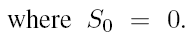 where $S_0 = 0.$